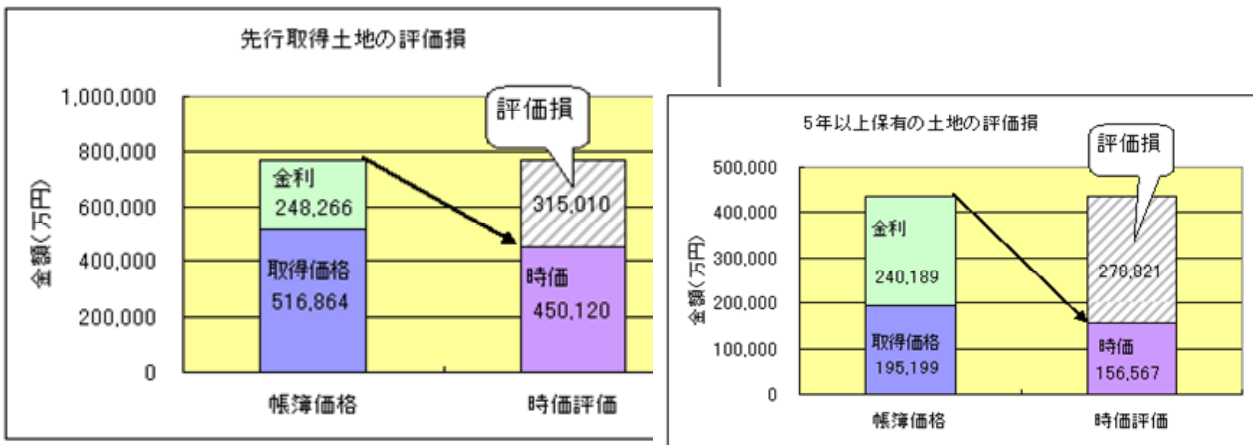 先行取得土地の評価損
1,000,000
800,000
600,000
400,000
200,000
0
金額(万円)
評価損
金利
248,266
取得価格
516,864
315,010
時価
450,120
帳簿価格
時価評価
5年以上保有の土地の評価損
500,000
400,000
300,000
200,000
100,000
0
金額(万円)
評価損
金利
240,189
取得価格
195,199
278,821
時価
156,567
帳簿価格
時価評価